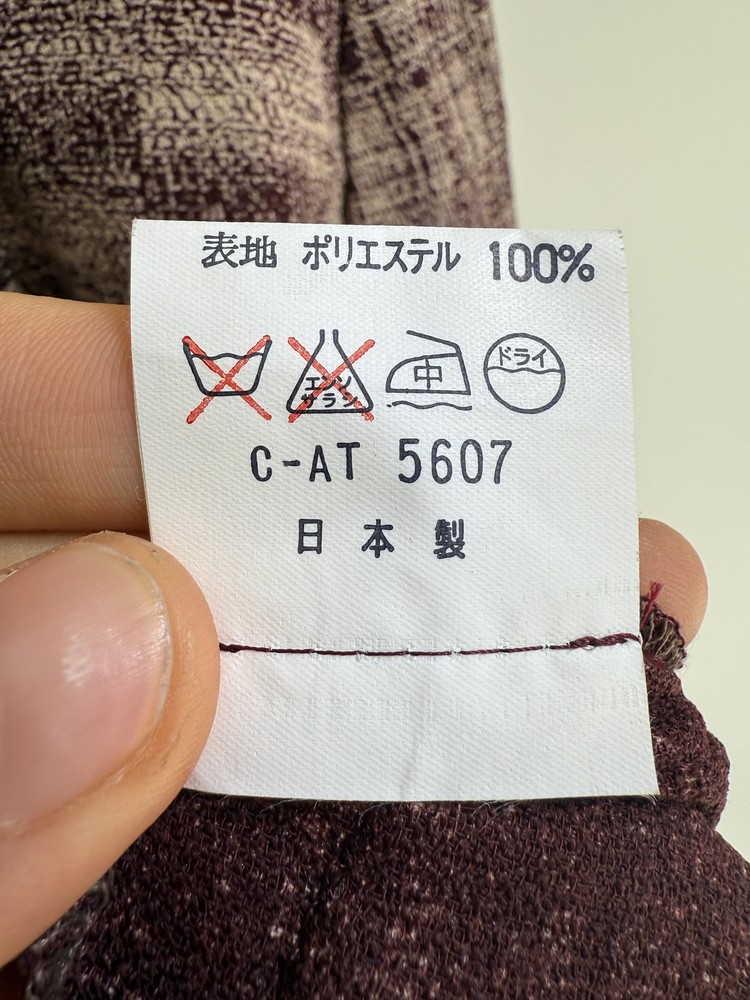 表地 ポリエステル 100%
エンソ
サラシ
中
ドライ
C-AT 5607
日本製